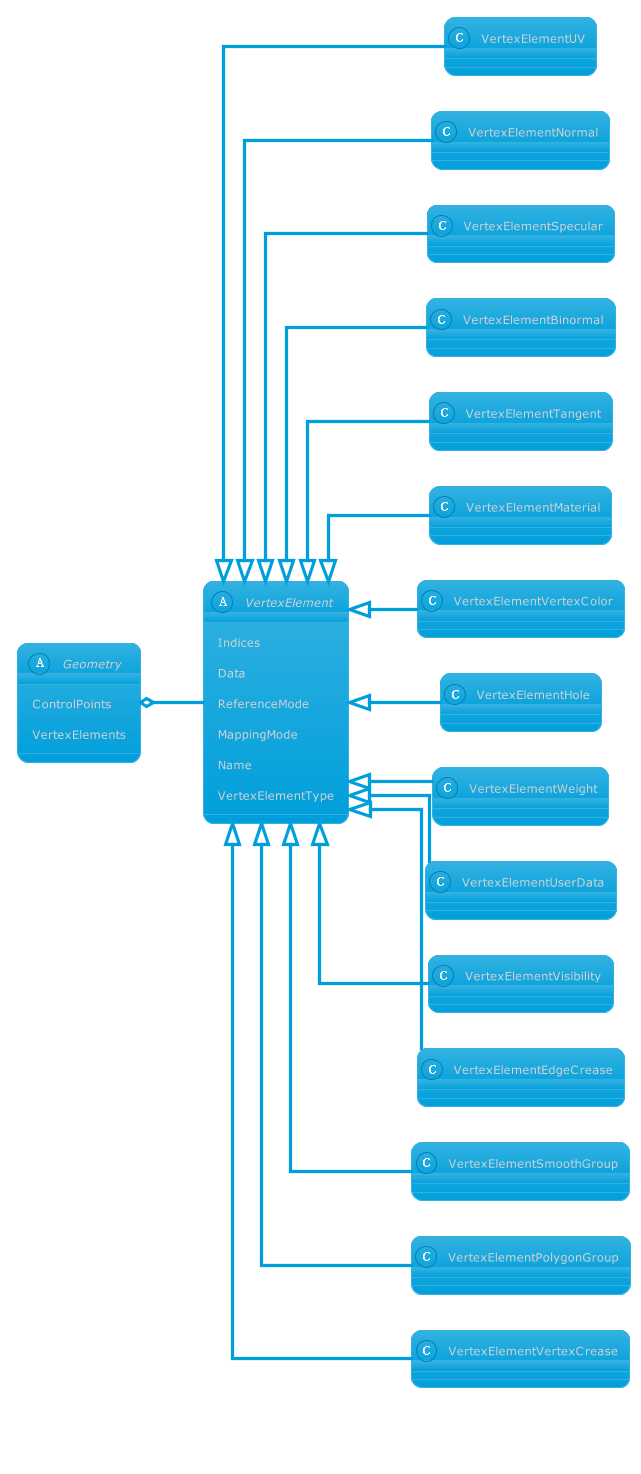 C VertexElementUV
C VertexElementNormal
C VertexElementSpecular
C VertexElementBinormal
C VertexElementTangent
C VertexElementMaterial
A VertexElement
Indices
Data
ReferenceMode
MappingMode
Name
VertexElementType
A Geometry
ControlPoints
VertexElements
C VertexElementVertexColor
C VertexElementHole
C VertexElementWeight
C VertexElementUserData
C VertexElementVisibility
C VertexElementEdgeCrease
C VertexElementSmoothGroup
C VertexElementPolygonGroup
C VertexElementVertexCrease